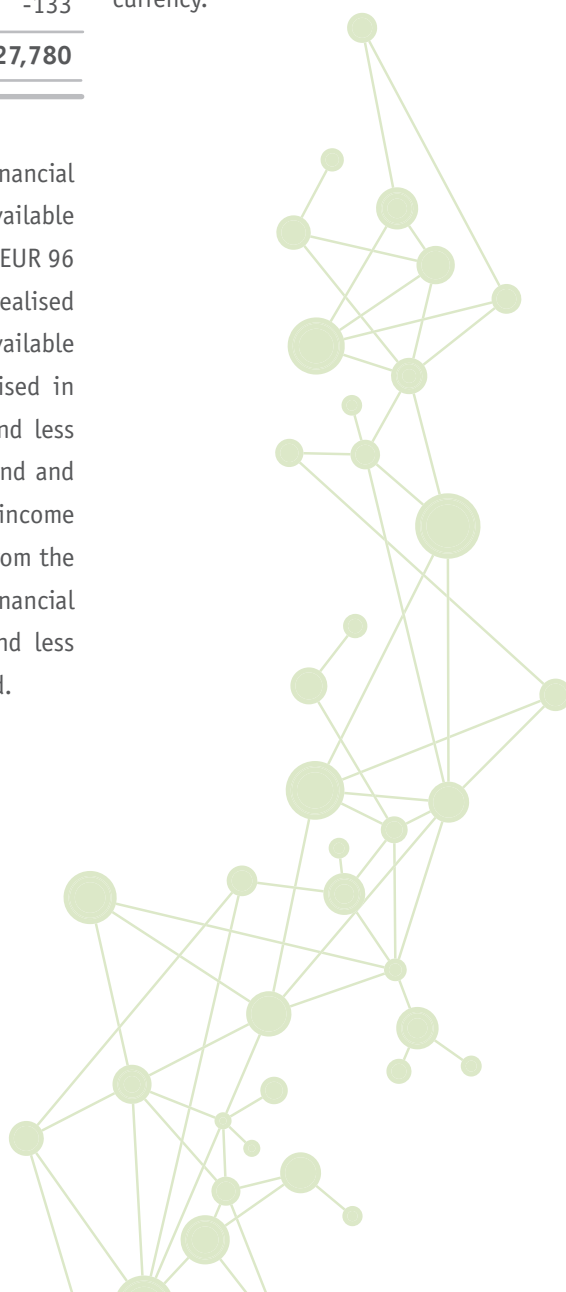 -133
currency.
27,780
nancial
vailable
EUR 96
ealised
vailable
ised in
nd less
nd and
income
om the
nancial
nd less
d.